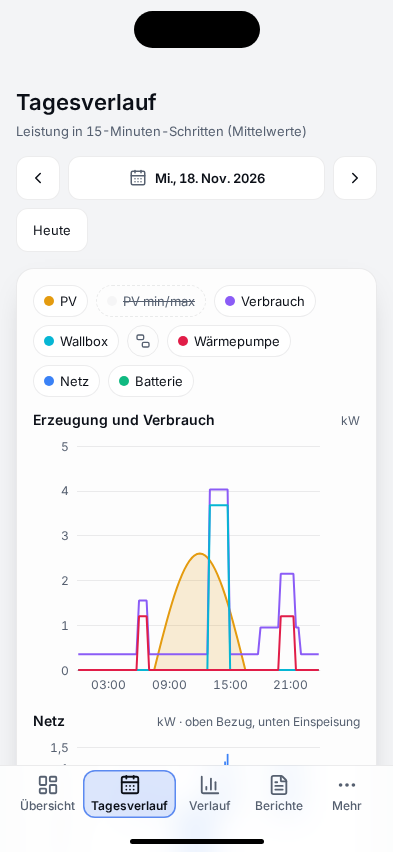 Tagesverlauf
Leistung in 15-Minuten-Schritten (Mittelwerte)
Mi., 18. Nov. 2026
Heute
PV PV min/max Verbrauch
Wallbox Wärmepumpe
Netz Batterie
Erzeugung und Verbrauch kW
5
4
3
2
1
0
03:00 09:00 15:00 21:00
Netz kW · oben Bezug, unten Einspeisung
1,5
Übersicht Tagesverlauf Verlauf Berichte Mehr